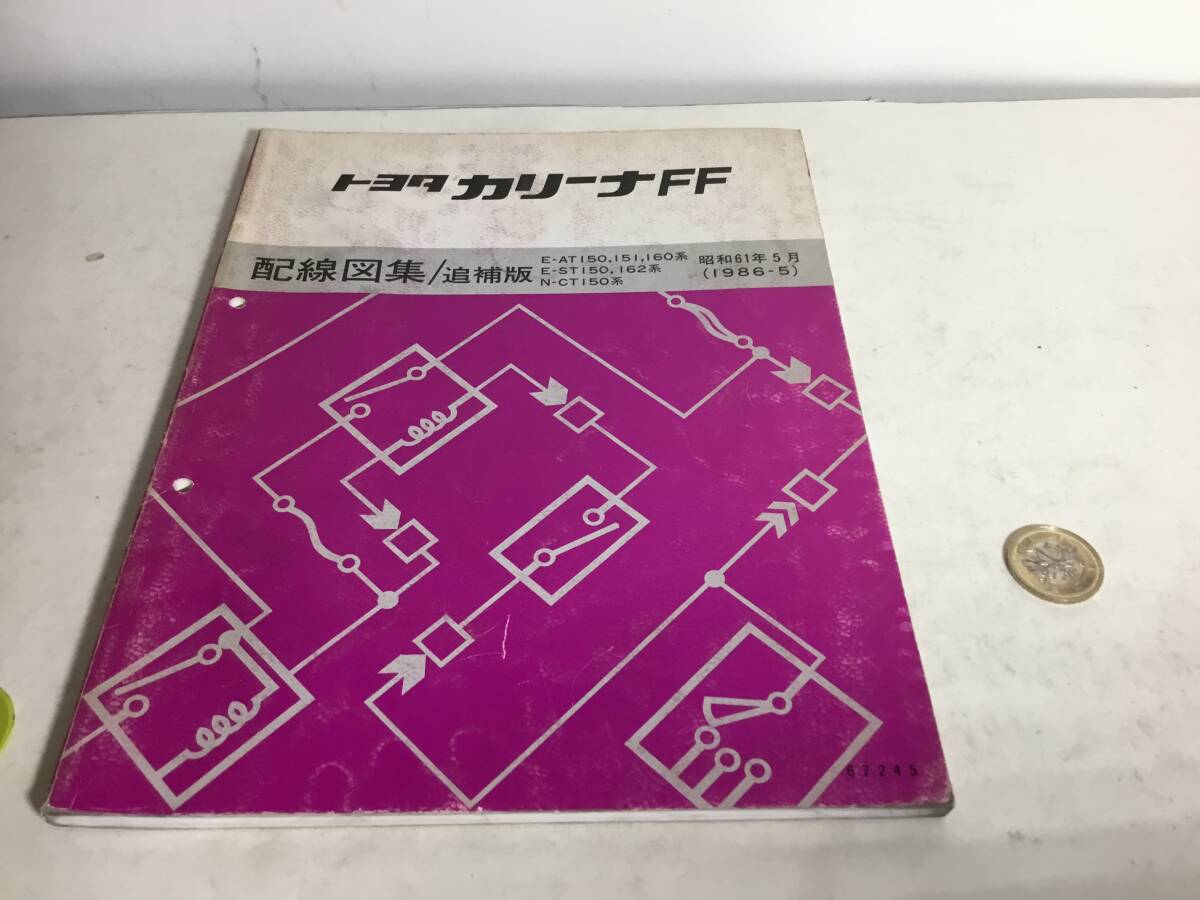 トヨタ カリーナFF
配線図集/追補版
E-AT150,151,160系
E-ST150,162系
N-CT150系
昭和61年5月
(1986-5)
67245